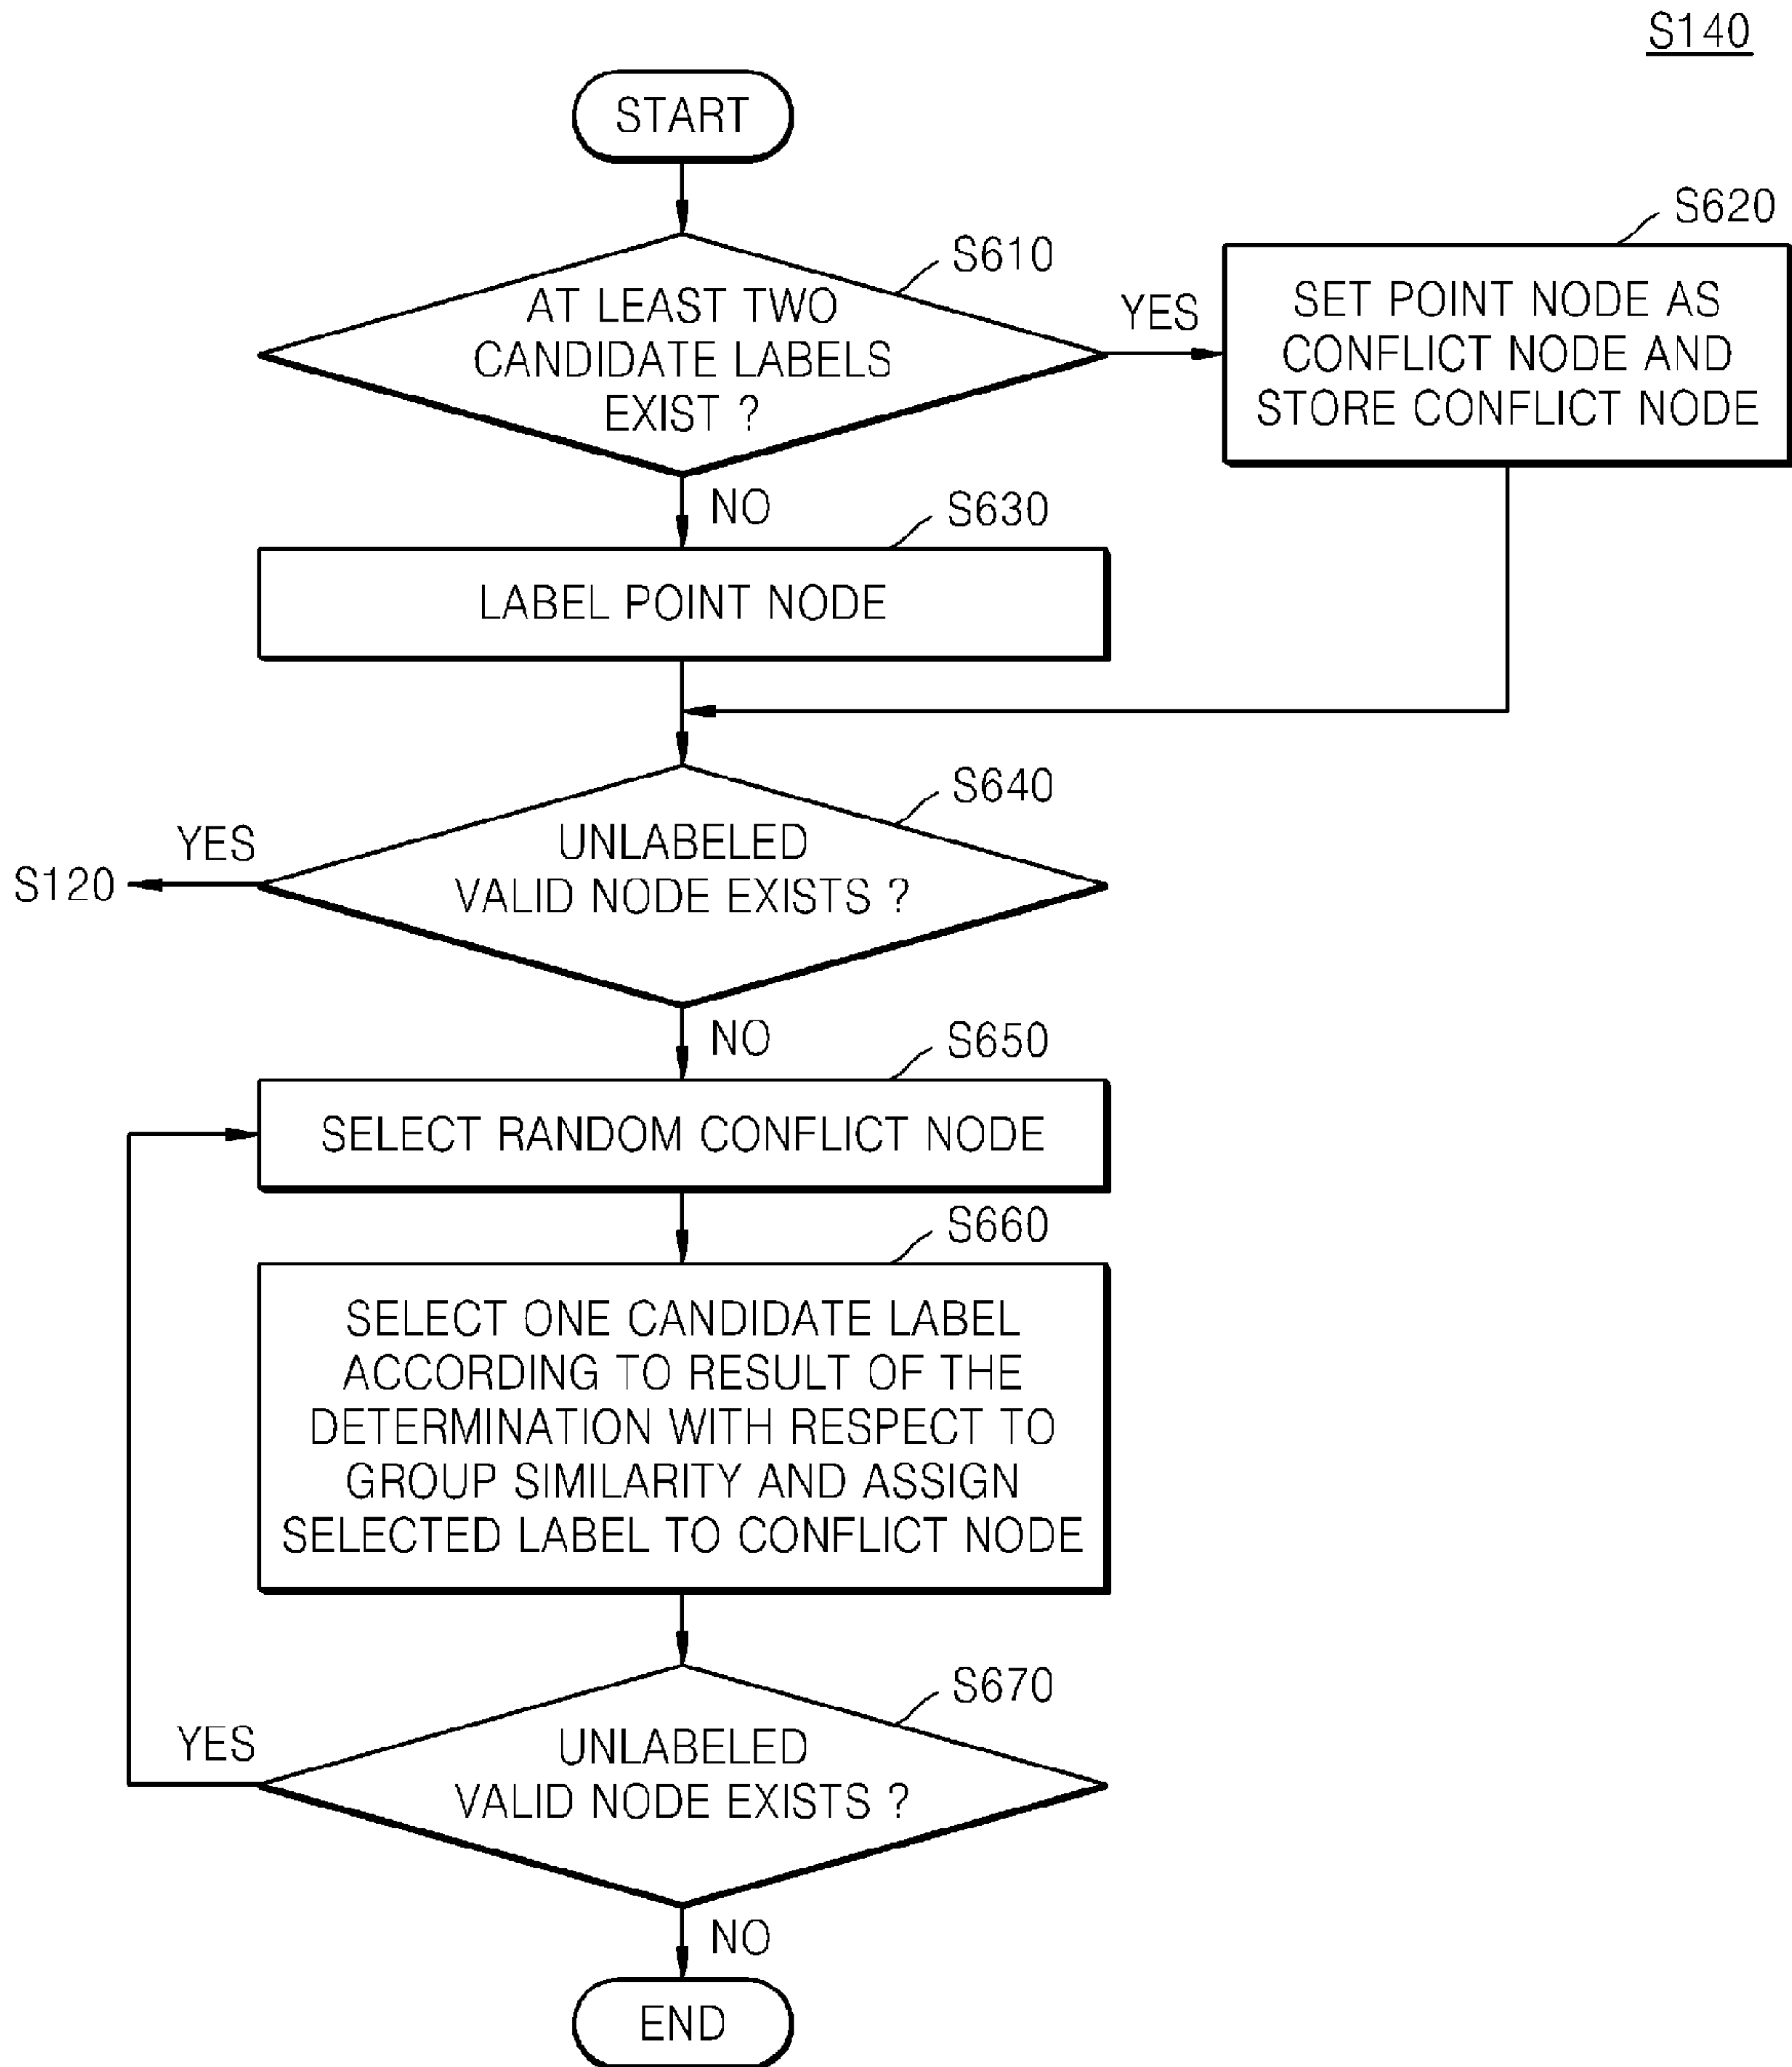 S140
START
S610
AT LEAST TWO
CANDIDATE LABELS
EXIST ?
YES
S620
SET POINT NODE AS
CONFLICT NODE AND
STORE CONFLICT NODE
NO
S630
LABEL POINT NODE
S640
UNLABELED
VALID NODE EXISTS ?
YES
S120
NO
S650
SELECT RANDOM CONFLICT NODE
S660
SELECT ONE CANDIDATE LABEL
ACCORDING TO RESULT OF THE
DETERMINATION WITH RESPECT TO
GROUP SIMILARITY AND ASSIGN
SELECTED LABEL TO CONFLICT NODE
S670
UNLABELED
VALID NODE EXISTS ?
YES
NO
END